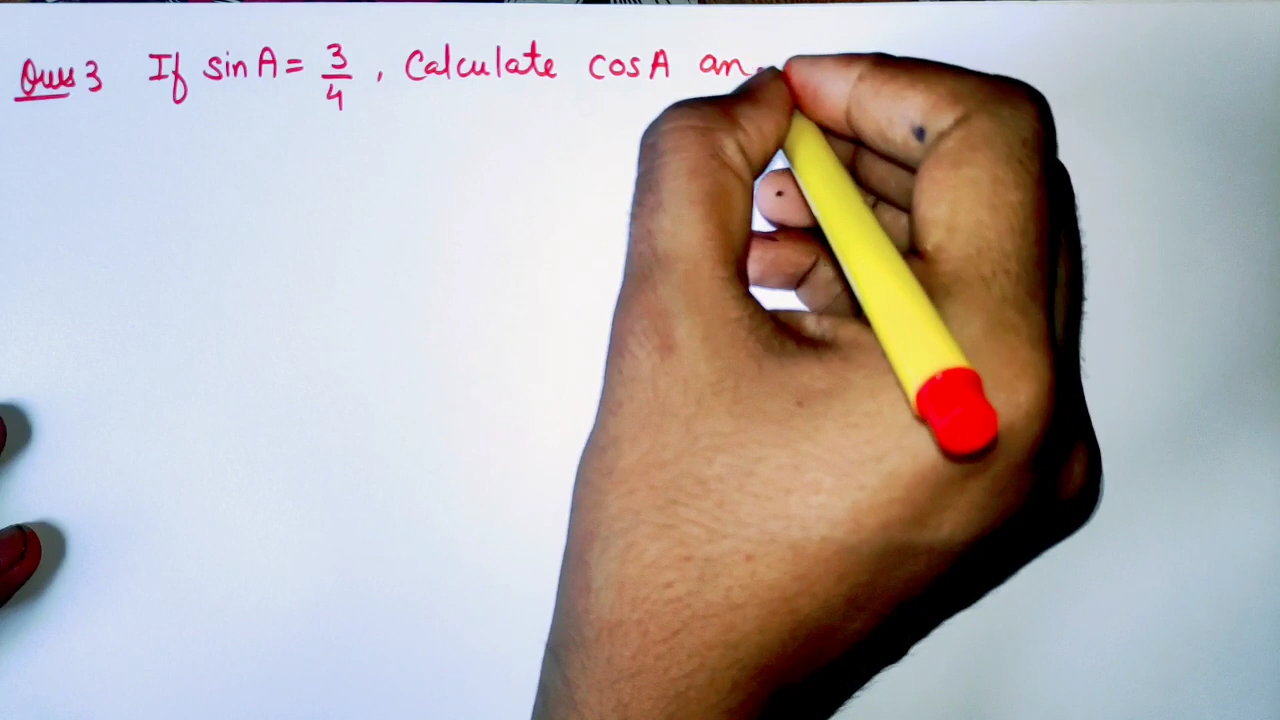 Ques 3 If sin A = 3/4 , Calculate cos A an